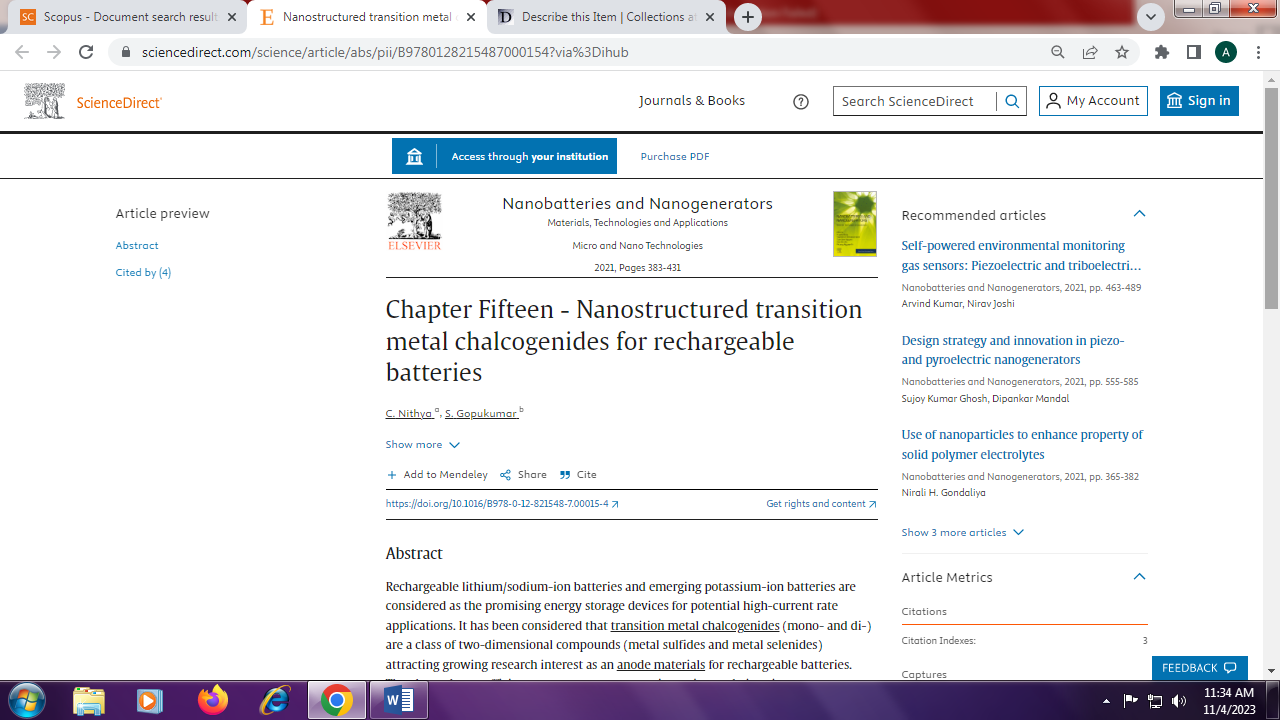 Scopus - Document search result
Nanostructured transition metal
Describe this Item | Collections a
sciencedirect.com/science/article/abs/pii/B9780128215487000154?via%3Dihub
A
ScienceDirect
Journals & Books
Search ScienceDirect
My Account
Sign in
Access through your institution
Purchase PDF
Article preview
Abstract
Cited by (4)
ELSEVIER
Nanobatteries and Nanogenerators
Materials, Technologies and Applications
Micro and Nano Technologies
2021, Pages 383-431
Chapter Fifteen - Nanostructured transition
metal chalcogenides for rechargeable
batteries
C. Nithya a, S. Gopukumar b
Show more
Add to Mendeley
Share
Cite
https://doi.org/10.1016/B978-0-12-821548-7.00015-4
Get rights and content
Abstract
Rechargeable lithium/sodium-ion batteries and emerging potassium-ion batteries are
considered as the promising energy storage devices for potential high-current rate
applications. It has been considered that transition metal chalcogenides (mono- and di-)
are a class of two-dimensional compounds (metal sulfides and metal selenides)
attracting growing research interest as an anode materials for rechargeable batteries.
Recommended articles
Self-powered environmental monitoring
gas sensors: Piezoelectric and triboelectri...
Nanobatteries and Nanogenerators, 2021, pp. 463-489
Arvind Kumar, Nirav Joshi
Design strategy and innovation in piezo-
and pyroelectric nanogenerators
Nanobatteries and Nanogenerators, 2021, pp. 555-585
Sujoy Kumar Ghosh, Dipankar Mandal
Use of nanoparticles to enhance property of
solid polymer electrolytes
Nanobatteries and Nanogenerators, 2021, pp. 365-382
Nirali H. Gondaliya
Show 3 more articles
Article Metrics
Citations
Citation Indexes: 3
Captures
FEEDBACK
11:34 AM
11/4/2023